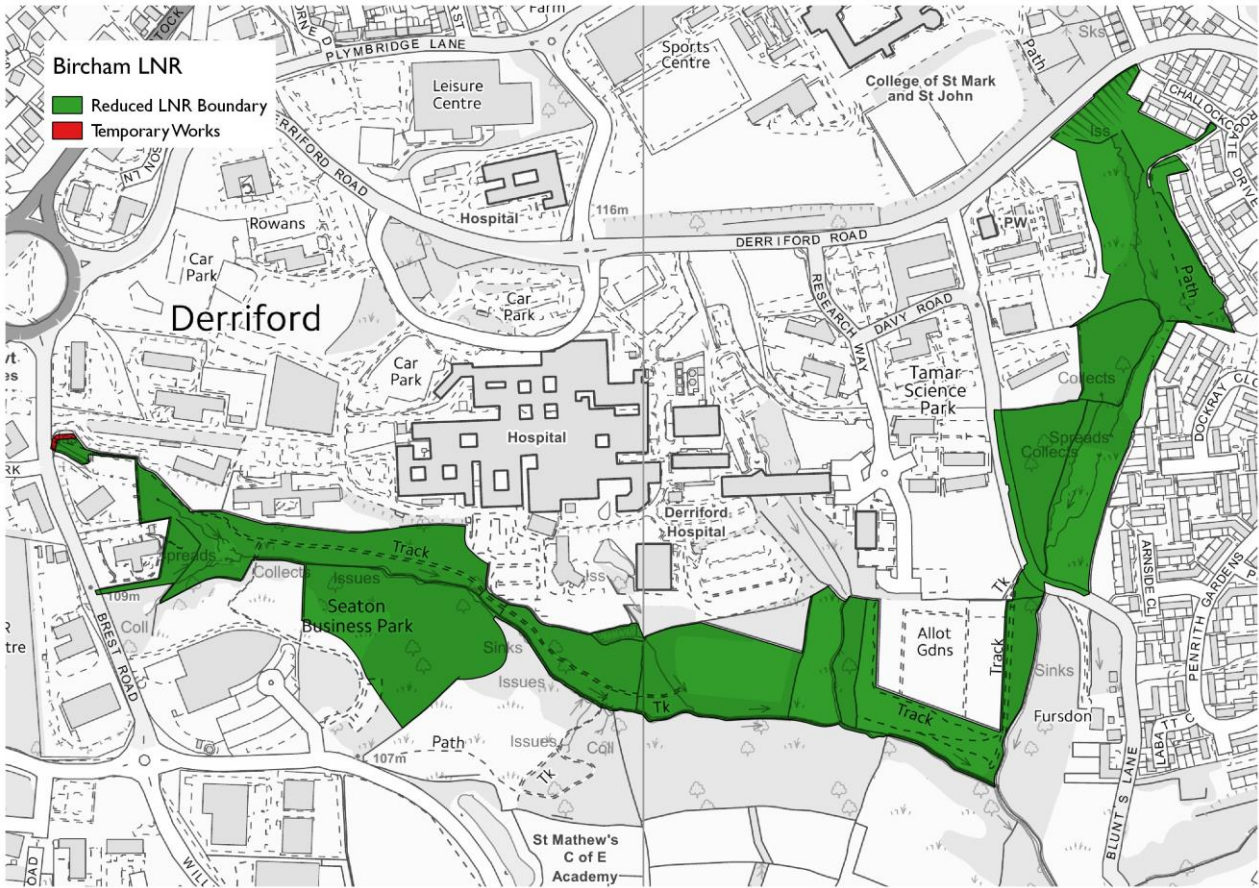 Bircham LNR
Reduced LNR Boundary
Temporary Works
STOCK
PLYMBRIDGE LANE
Farm
Leisure
Centre
Sports
Centre
Path
Sks
College of St Mark
and St John
CHALLOCK
Iss
Rowans
Hospital
116m
DERRIFORD ROAD
PW
Car
Park
Derriford
Car
Park
Car
Park
RESEARCH WAY
DAVY ROAD
Path
Tamar
Science
Park
Collects
Spreads
Collects
DOCKRAY CL
Hospital
Derriford
Hospital
Spreads
Collects
Track
Issues
Iss
109m
Coll
Seaton
Business Park
Sinks
Issues
Tk
Track
Allot
Gdns
Track
Tk
Sinks
Fursdon
ARNSIDE CL
PENRITH GARDENS
BREST ROAD
Path
Issues
Coll
Tk
107m
BLUNT'S LANE
St Mathew's
C of E
Academy